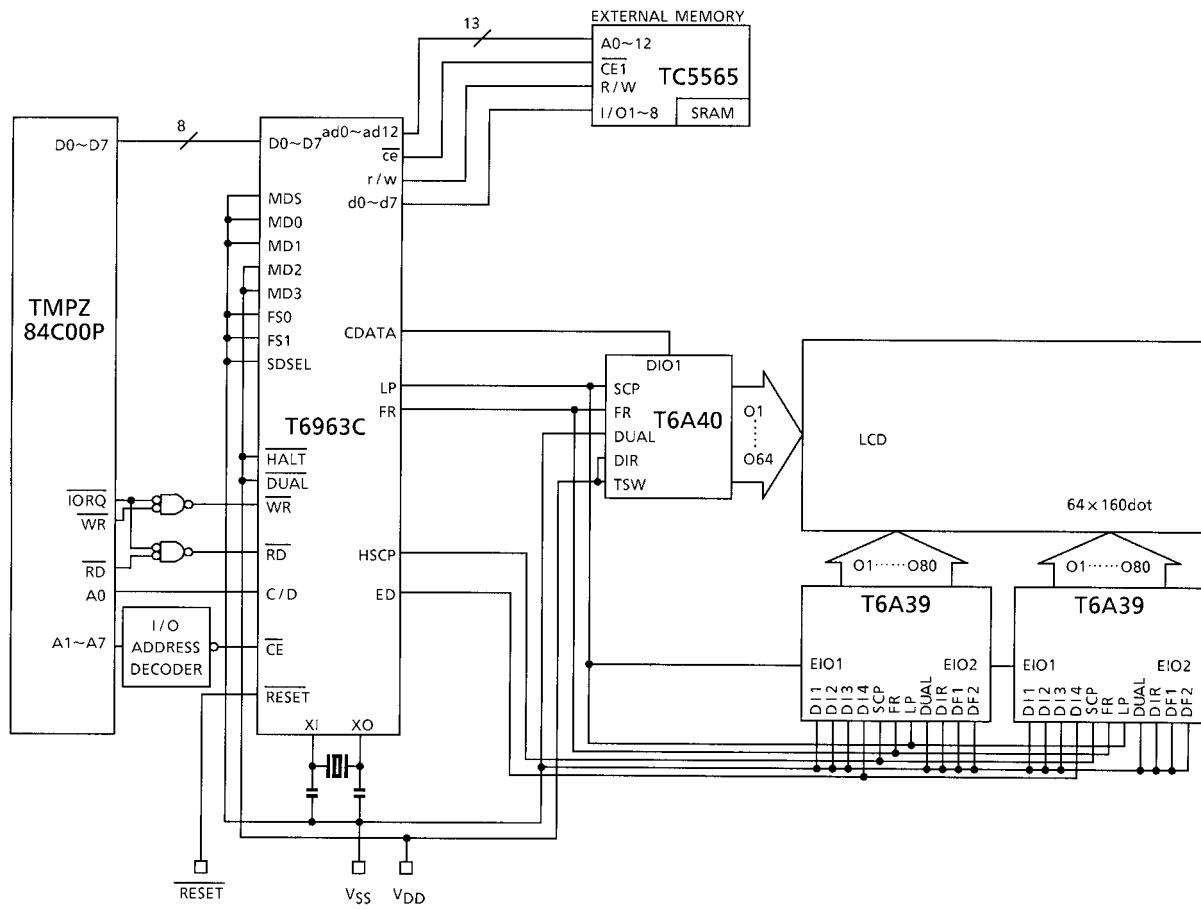 EXTERNAL MEMORY
13
A0~12
CE1
R/W
I/O1~8
TC5565
SRAM
8
D0~D7
TMPZ
84C00P
IORQ
WR
RD
A0
A1~A7
I/O
ADDRESS
DECODER
D0~D7
MDS
MD0
MD1
MD2
MD3
FS0
FS1
SDSEL
HALT
DUAL
WR
RD
C/D
CE
RESET
T6963C
ad0~ad12
ce
r/w
d0~d7
CDATA
LP
FR
HSCP
ED
XI
XO
DIO1
SCP
FR
DUAL
DIR
TSW
T6A40
O1
O64
LCD
64×160dot
O1……O80
O1……O80
T6A39
EIO1
EIO2
DI1
DI2
DI3
DI4
SCP
FR
LP
DUAL
DIR
DF1
DF2
T6A39
EIO1
EIO2
DI1
DI2
DI3
DI4
SCP
FR
LP
DUAL
DIR
DF1
DF2
RESET
VSS
VDD